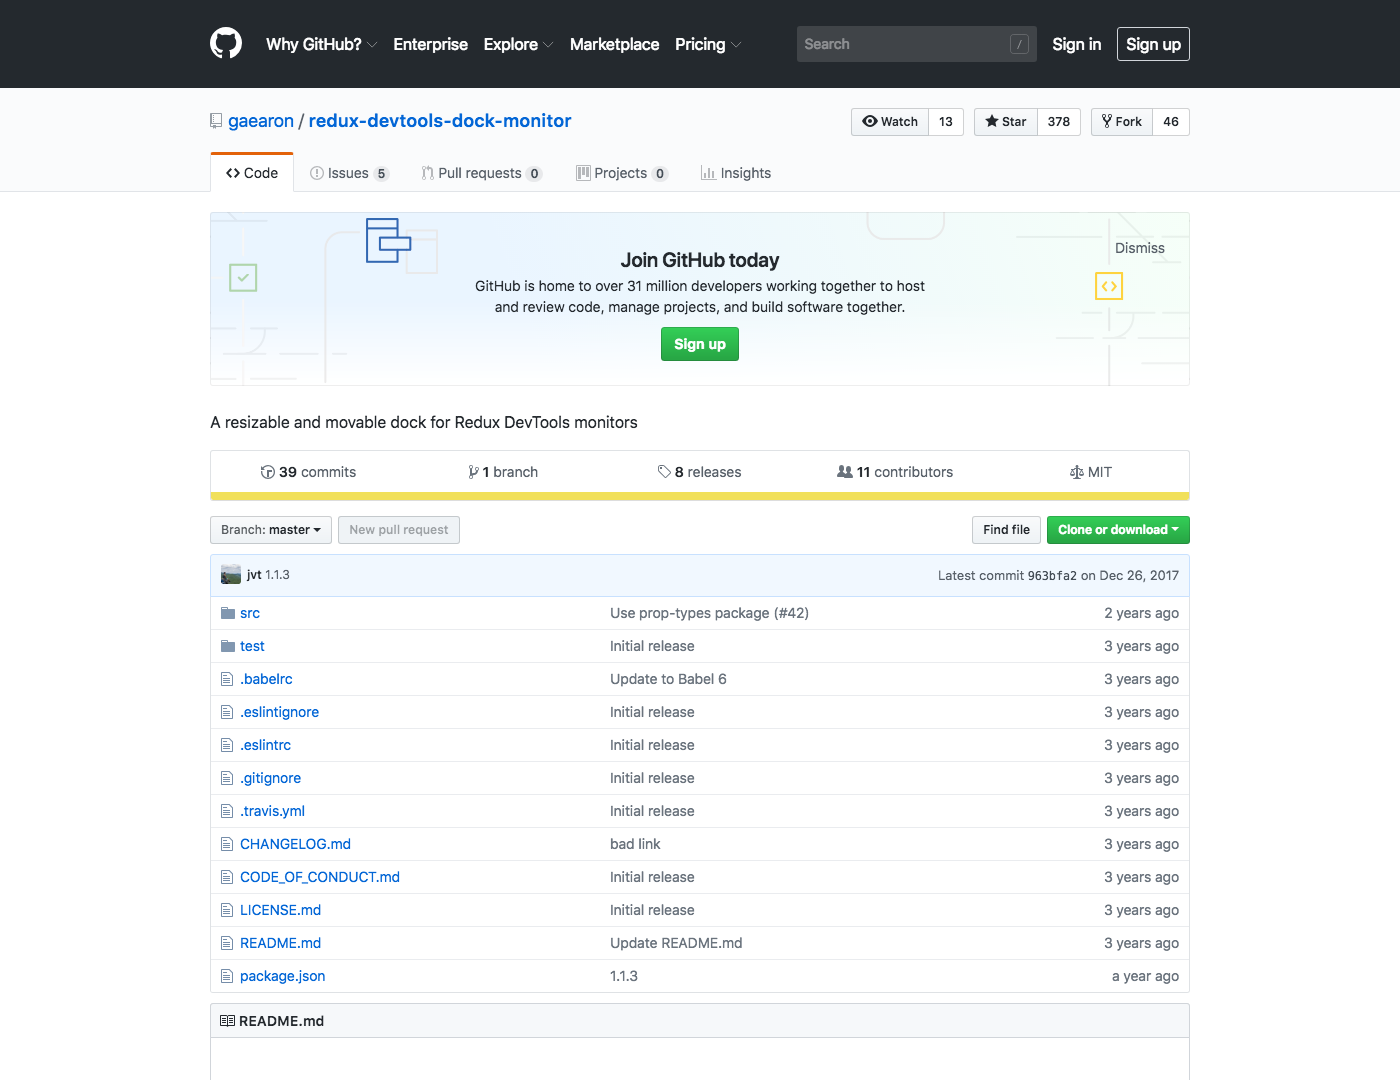 Why GitHub? Enterprise Explore Marketplace Pricing Search / Sign in Sign up
gaearon / redux-devtools-dock-monitor Watch 13 Star 378 Fork 46
Code Issues 5 Pull requests 0 Projects 0 Insights
Dismiss
Join GitHub today
GitHub is home to over 31 million developers working together to host
and review code, manage projects, and build software together.
Sign up
A resizable and movable dock for Redux DevTools monitors
39 commits 1 branch 8 releases 11 contributors MIT
Branch: master New pull request Find file Clone or download
jvt 1.1.3 Latest commit 963bfa2 on Dec 26, 2017
src Use prop-types package (#42) 2 years ago
test Initial release 3 years ago
.babelrc Update to Babel 6 3 years ago
.eslintignore Initial release 3 years ago
.eslintrc Initial release 3 years ago
.gitignore Initial release 3 years ago
.travis.yml Initial release 3 years ago
CHANGELOG.md bad link 3 years ago
CODE_OF_CONDUCT.md Initial release 3 years ago
LICENSE.md Initial release 3 years ago
README.md Update README.md 3 years ago
package.json 1.1.3 a year ago
README.md